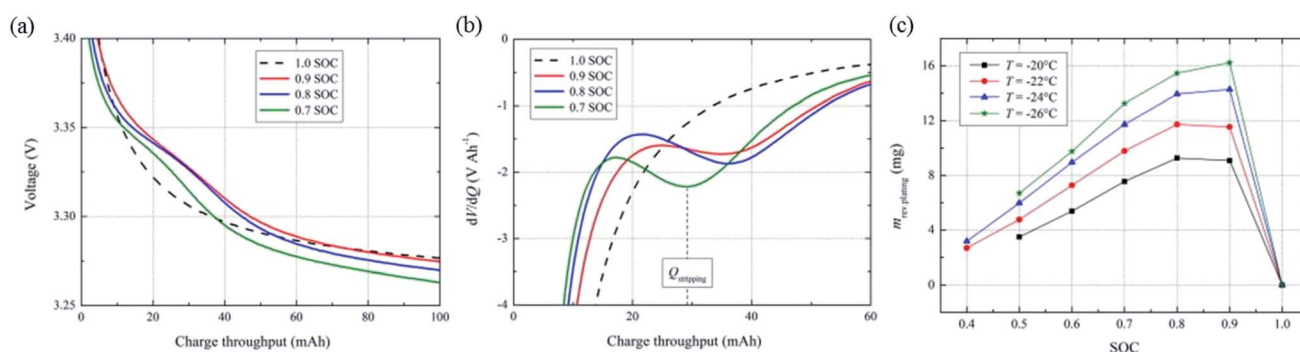 (a)
3.40
3.35
3.30
3.25
Voltage (V)
1.0 SOC
0.9 SOC
0.8 SOC
0.7 SOC
0 20 40 60 80 100
Charge throughput (mAh)
(b)
0
-1
-2
-3
-4
dV/dQ (V Ah⁻¹)
1.0 SOC
0.9 SOC
0.8 SOC
0.7 SOC
Qstripping
0 20 40 60
Charge throughput (mAh)
(c)
16
12
8
4
0
mrev plating (mg)
T = -20°C
T = -22°C
T = -24°C
T = -26°C
0.4 0.5 0.6 0.7 0.8 0.9 1.0
SOC